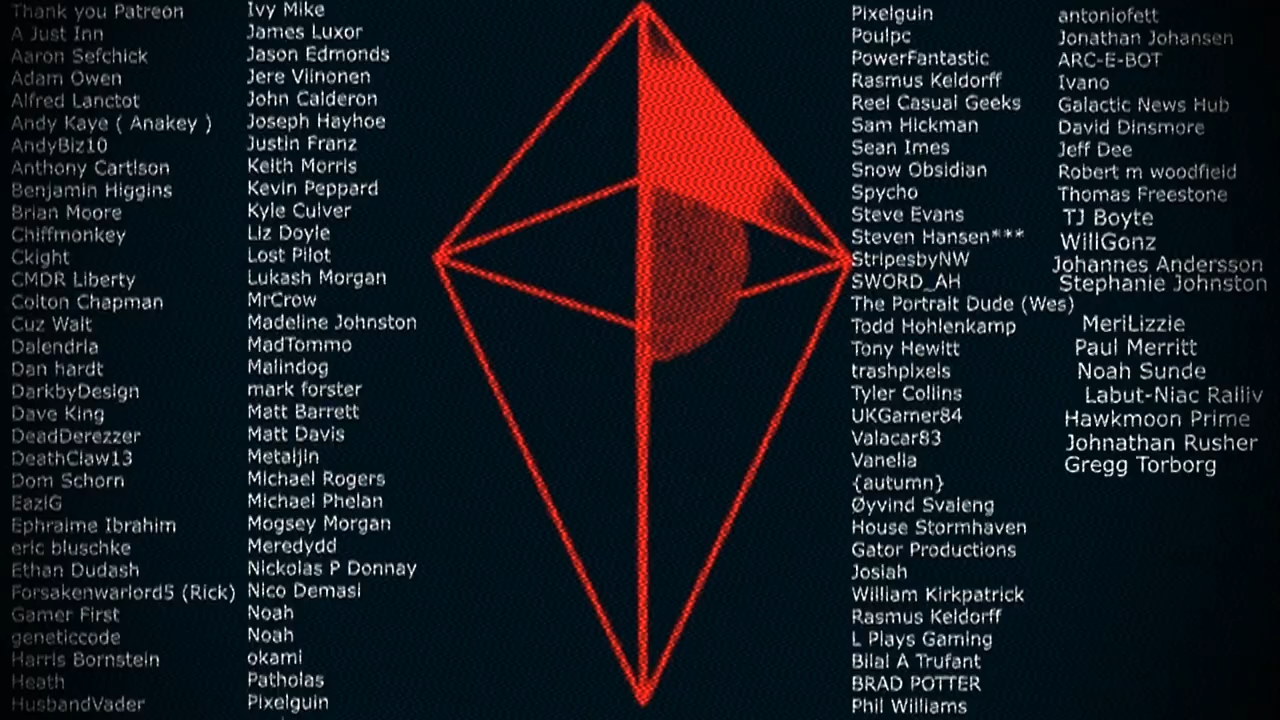 Thank you Patreon
A Just Inn
Aaron Sefchick
Adam Owen
Alfred Lanctot
Andy Kaye ( Anakey )
AndyBiz10
Anthony Cartlson
Benjamin Higgins
Brian Moore
Chiffmonkey
Ckight
CMDR Liberty
Colton Chapman
Cuz Wait
Dalendria
Dan hardt
DarkbyDesign
Dave King
DeadDerezzer
DeathClaw13
Dom Schorn
EaziG
Ephraime Ibrahim
eric bluschke
Ethan Dudash
Forsakenwarlord5 (Rick)
Gamer First
geneticcode
Harris Bornstein
Heath
HusbandVader
Ivy Mike
James Luxor
Jason Edmonds
Jere Viinonen
John Calderon
Joseph Hayhoe
Justin Franz
Keith Morris
Kevin Peppard
Kyle Culver
Liz Doyle
Lost Pilot
Lukash Morgan
MrCrow
Madeline Johnston
MadTommo
Malindog
mark forster
Matt Barrett
Matt Davis
Metaijin
Michael Rogers
Michael Phelan
Mogsey Morgan
Meredydd
Nickolas P Donnay
Nico Demasi
Noah
Noah
okami
Patholas
Pixelguin
Pixelguin
Poulpc
PowerFantastic
Rasmus Keldorff
Reel Casual Geeks
Sam Hickman
Sean Imes
Snow Obsidian
Spycho
Steve Evans
Steven Hansen***
StripesbyNW
SWORD_AH
The Portrait Dude (Wes)
Todd Hohlenkamp
Tony Hewitt
trashpixels
Tyler Collins
UKGamer84
Valacar83
Vanella
{autumn}
Øyvind Svaleng
House Stormhaven
Gator Productions
Josiah
William Kirkpatrick
Rasmus Keldorff
L Plays Gaming
Bilal A Trufant
BRAD POTTER
Phil Williams
antoniofett
Jonathan Johansen
ARC-E-BOT
Ivano
Galactic News Hub
David Dinsmore
Jeff Dee
Robert m woodfield
Thomas Freestone
TJ Boyte
WillGonz
Johannes Andersson
Stephanie Johnston
MeriLizzie
Paul Merritt
Noah Sunde
Labut-Niac Ralliv
Hawkmoon Prime
Johnathan Rusher
Gregg Torborg